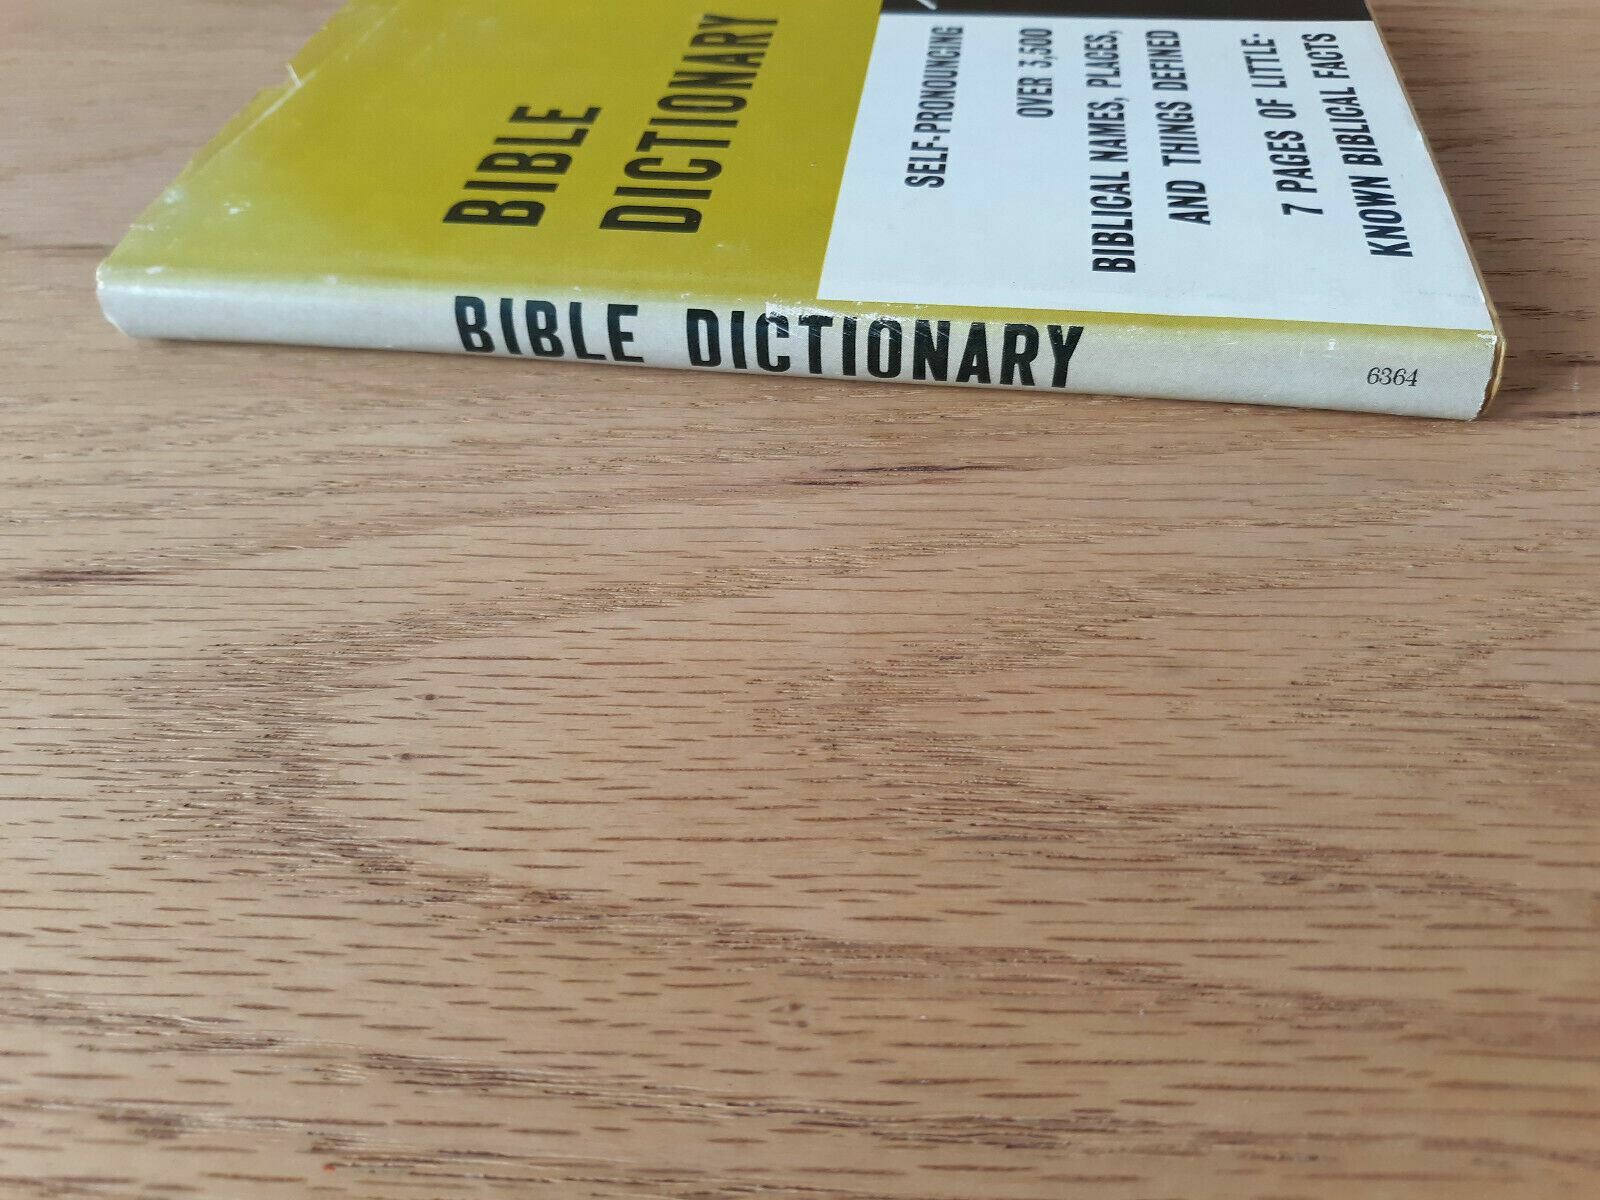 BIBLE
DICTIONARY
SELF-PRONOUNCING
OVER 3,500
BIBLICAL NAMES, PLACES,
AND THINGS DEFINED
7 PAGES OF LITTLE-
KNOWN BIBLICAL FACTS
BIBLE DICTIONARY
6364